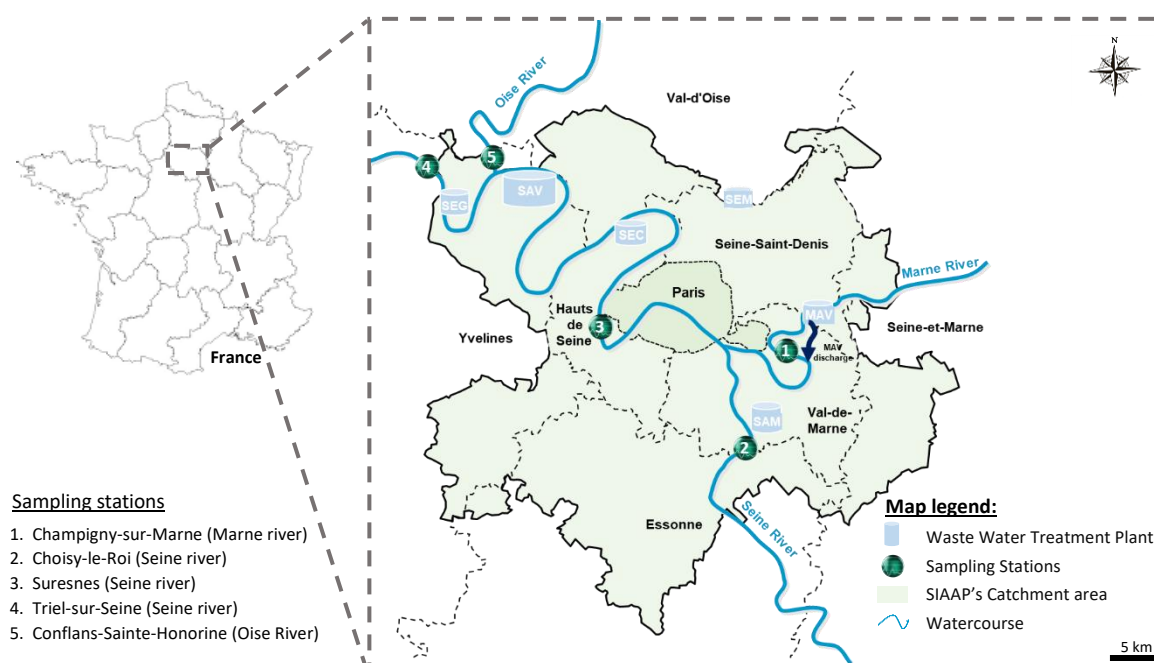 France
Sampling stations
1. Champigny-sur-Marne (Marne river)
2. Choisy-le-Roi (Seine river)
3. Suresnes (Seine river)
4. Triel-sur-Seine (Seine river)
5. Conflans-Sainte-Honorine (Oise River)
N
Oise River
Val-d'Oise
4
5
SEG
SAV
SEM
SEC
Seine-Saint-Denis
Marne River
Paris
Hauts
de
Seine
3
Yvelines
MAV
Seine-et-Marne
1
MAV
discharge
SAM
Val-de-
Marne
2
Essonne
Seine River
Map legend:
Waste Water Treatment Plant
Sampling Stations
SIAAP's Catchment area
Watercourse
5 km